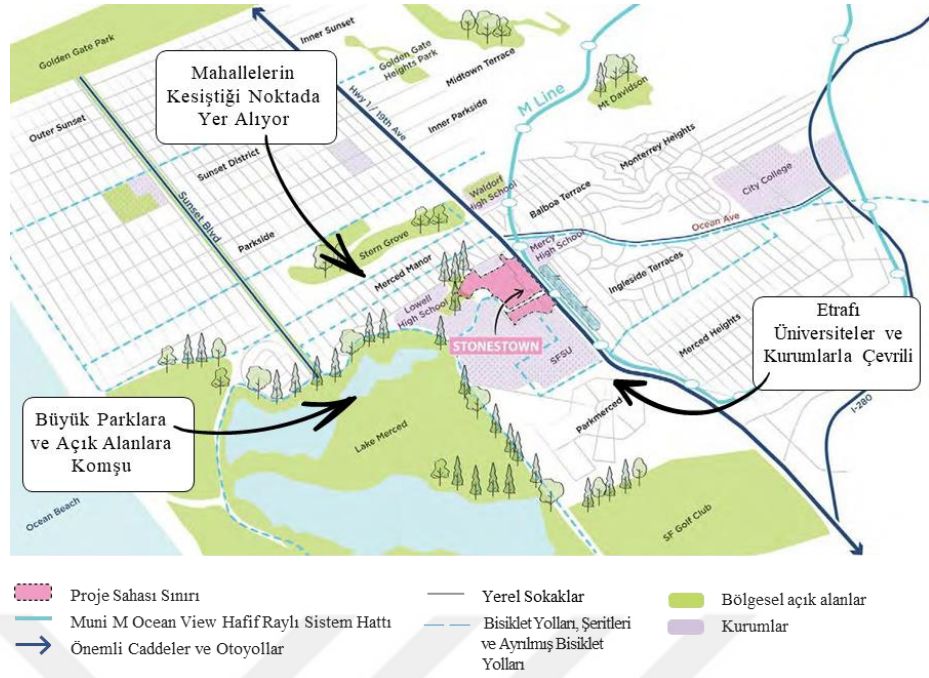 Golden Gate Park
Inner Sunset
Golden Gate
Heights Park
Midtown Terrace
Mahallelerin
Kesiştiği Noktada
Yer Alıyor
Hwy 1 / 19th Ave
M Line
Mt Davidson
Outer Sunset
Inner Parkside
Sunset District
Monterrey Heights
City College
Waldorf
High School
Balboa Terrace
Sunset Blvd
Ocean Ave
Parkside
Stern Grove
Mercy
High School
Merced Manor
Ingleside Terraces
Lowell
High School
STONESTOWN
SFSU
Merced Heights
Etrafı
Üniversiteler ve
Kurumlarla Çevrili
I-280
Büyük Parklara
ve Açık Alanlara
Komşu
Lake Merced
Parkmerced
Ocean Beach
SF Golf Club
Proje Sahası Sınırı
Muni M Ocean View Hafif Raylı Sistem Hattı
Önemli Caddeler ve Otoyollar
Yerel Sokaklar
Bisiklet Yolları, Şeritleri
ve Ayrılmış Bisiklet
Yolları
Bölgesel açık alanlar
Kurumlar